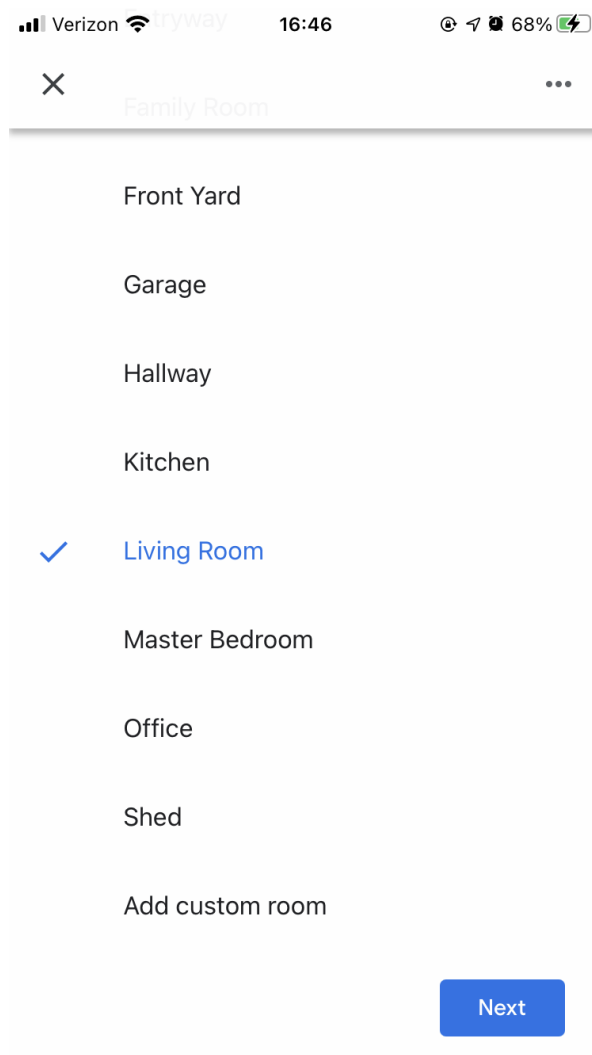 Verizon 16:46 68%
Entryway
Family Room
Front Yard
Garage
Hallway
Kitchen
Living Room
Master Bedroom
Office
Shed
Add custom room
Next